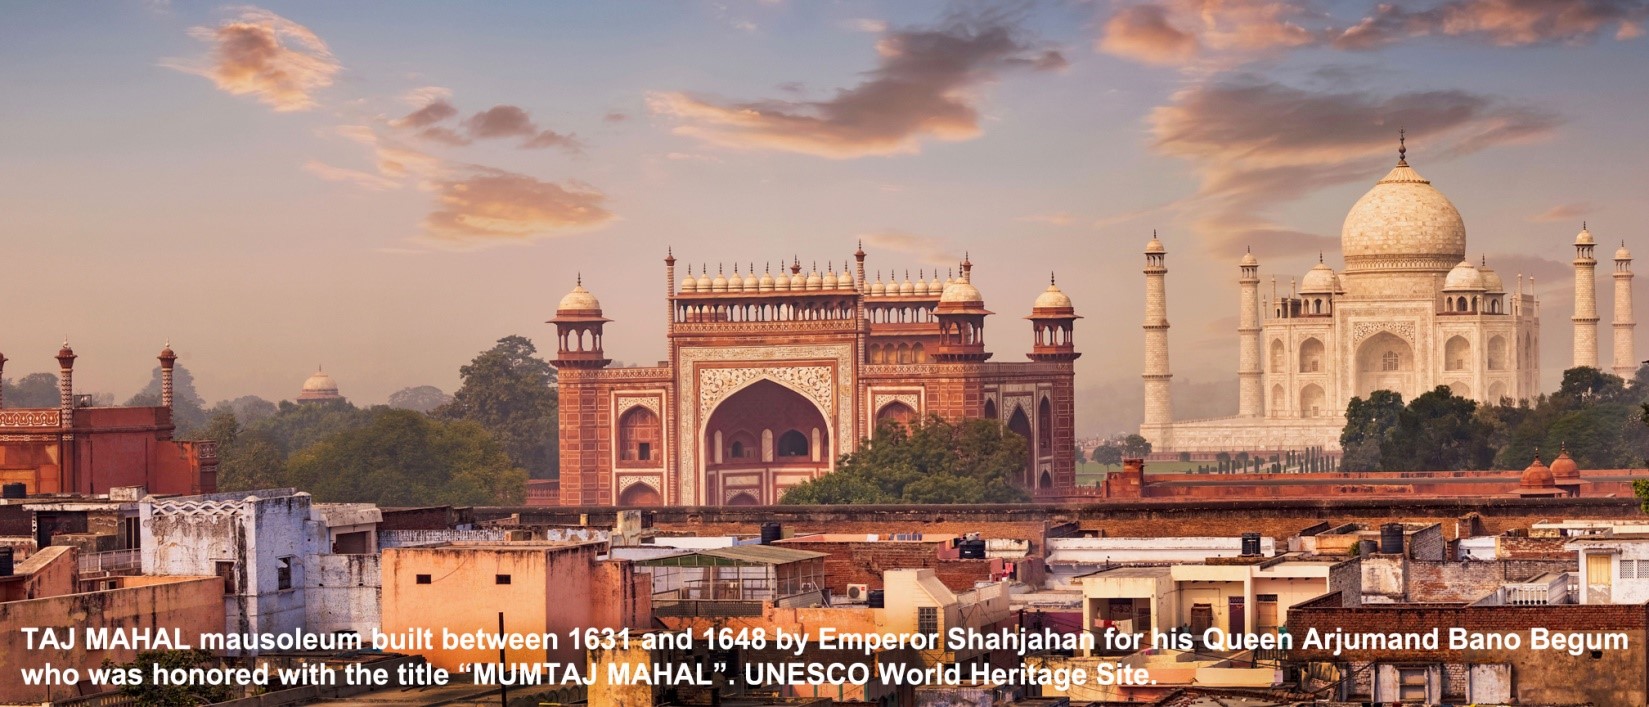 TAJ MAHAL mausoleum built between 1631 and 1648 by Emperor Shahjahan for his Queen Arjumand Bano Begum
who was honored with the title “MUMTAJ MAHAL”. UNESCO World Heritage Site.